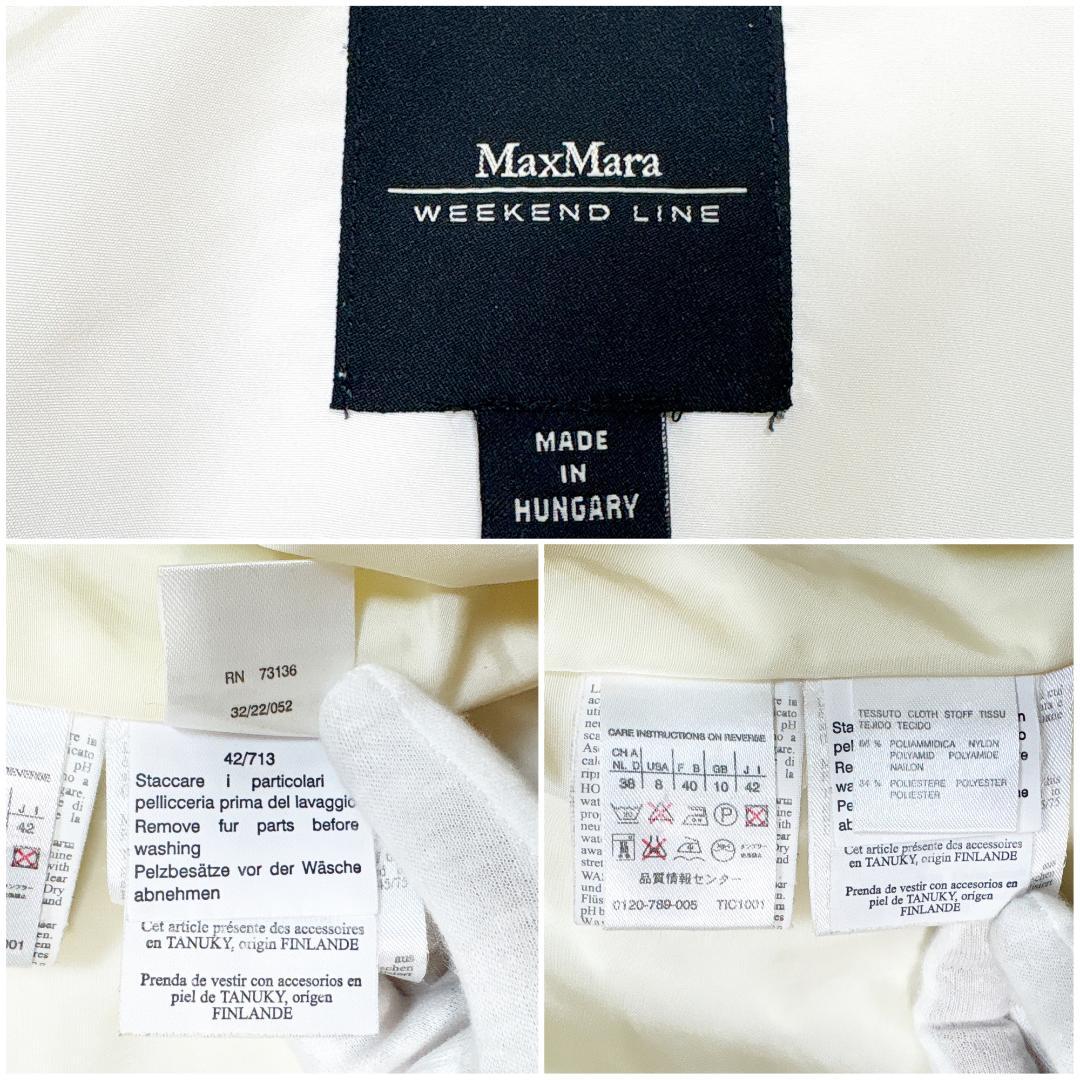 MaxMara
WEEKEND LINE
MADE
IN
HUNGARY
RN 73136
32/22/052
42/713
Staccare i particolari
pellicceria prima del lavaggio
Remove fur parts before
washing
Pelzbesätze vor der Wäsche
abnehmen
Cet article présente des accessoires
en TANUKY, origin FINLANDE
Prenda de vestir con accesorios en
piel de TANUKY, origen
FINLANDE
J I
42
CARE INSTRUCTIONS ON REVERSE
CH A
NL D USA F B GB J I
38 8 40 10 42
P
品質情報センター
0120-789-005 TIC1001
TESSUTO CLOTH STOFF TISSU
TEJIDO TECIDO
66 % POLIAMMIDICA NYLON
POLYAMID POLYAMIDE
NAILON
34 % POLIESTERE POLYESTER
POLIESTER
Cet article présente des accessoires
en TANUKY, origin FINLANDE
Prenda de vestir con accesorios en
piel de TANUKY, origen
FINLANDE